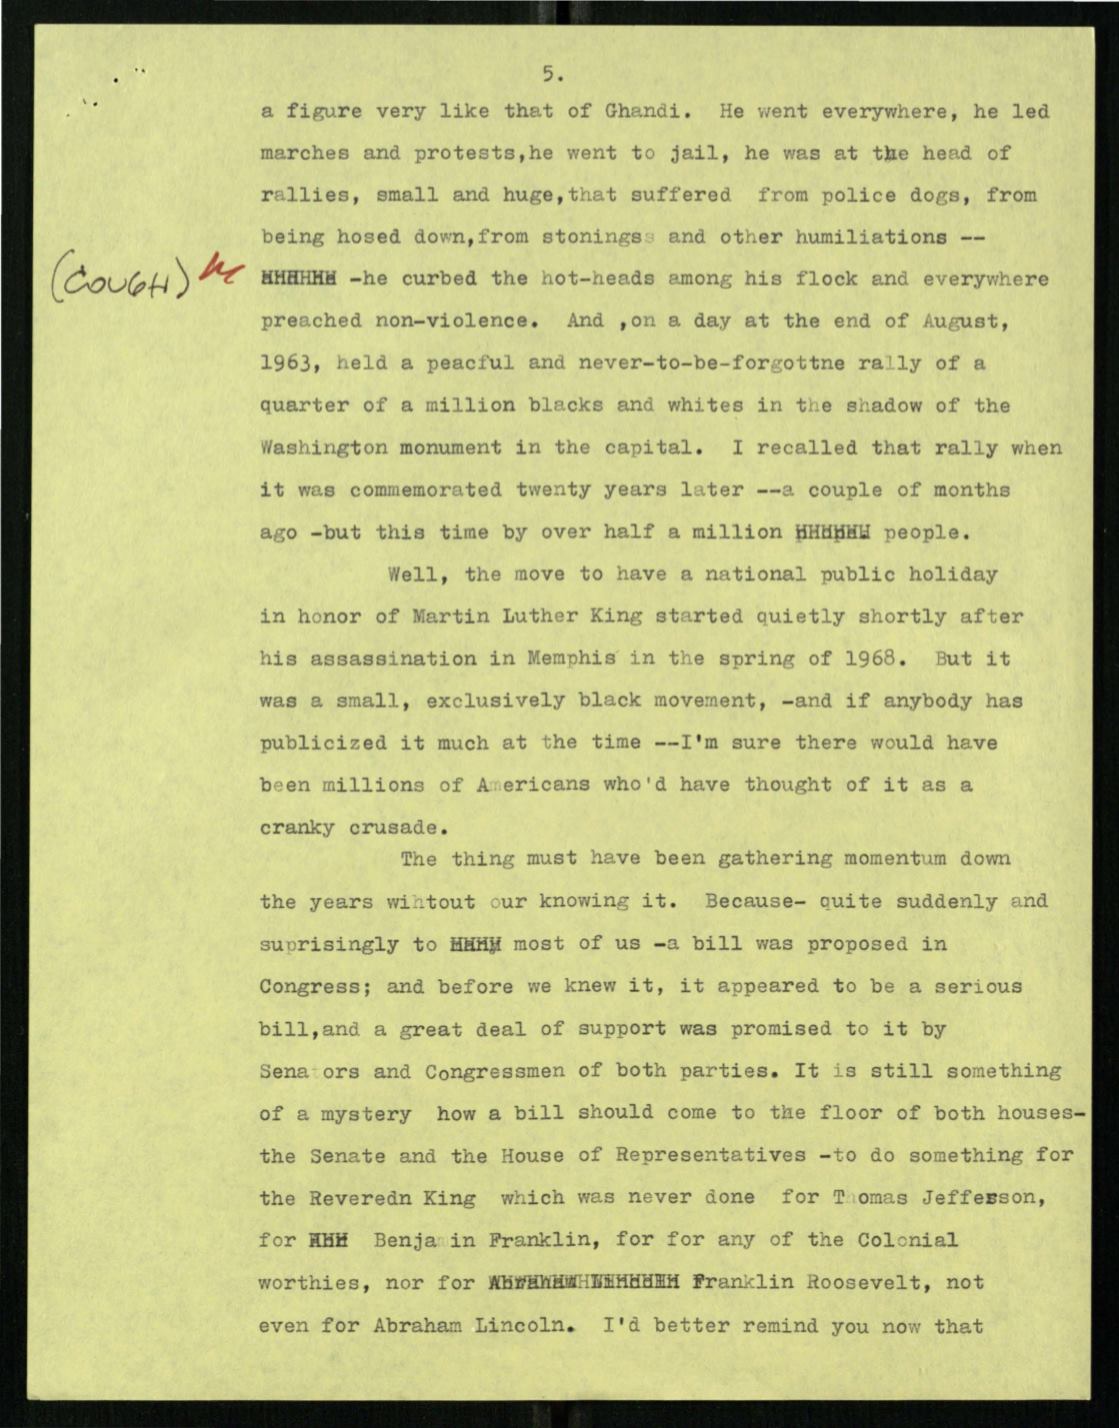 5.
a figure very like that of Ghandi. He went everywhere, he led
marches and protests,he went to jail, he was at the head of
rallies, small and huge,that suffered from police dogs, from
being hosed down,from stonings and other humiliations --
(COUGH) -he curbed the hot-heads among his flock and everywhere
preached non-violence. And ,on a day at the end of August,
1963, held a peacful and never-to-be-forgottne rally of a
quarter of a million blacks and whites in the shadow of the
Washington monument in the capital. I recalled that rally when
it was commemorated twenty years later --a couple of months
ago -but this time by over half a million people.
Well, the move to have a national public holiday
in honor of Martin Luther King started quietly shortly after
his assassination in Memphis in the spring of 1968. But it
was a small, exclusively black movement, -and if anybody has
publicized it much at the time --I'm sure there would have
been millions of Americans who'd have thought of it as a
cranky crusade.
The thing must have been gathering momentum down
the years wihtout our knowing it. Because- quite suddenly and
suprisingly to most of us -a bill was proposed in
Congress; and before we knew it, it appeared to be a serious
bill,and a great deal of support was promised to it by
Senators and Congressmen of both parties. It is still something
of a mystery how a bill should come to the floor of both houses-
the Senate and the House of Representatives -to do something for
the Reveredn King which was never done for Thomas Jefferson,
for Benjamin Franklin, for for any of the Colonial
worthies, nor for Franklin Roosevelt, not
even for Abraham Lincoln. I'd better remind you now that